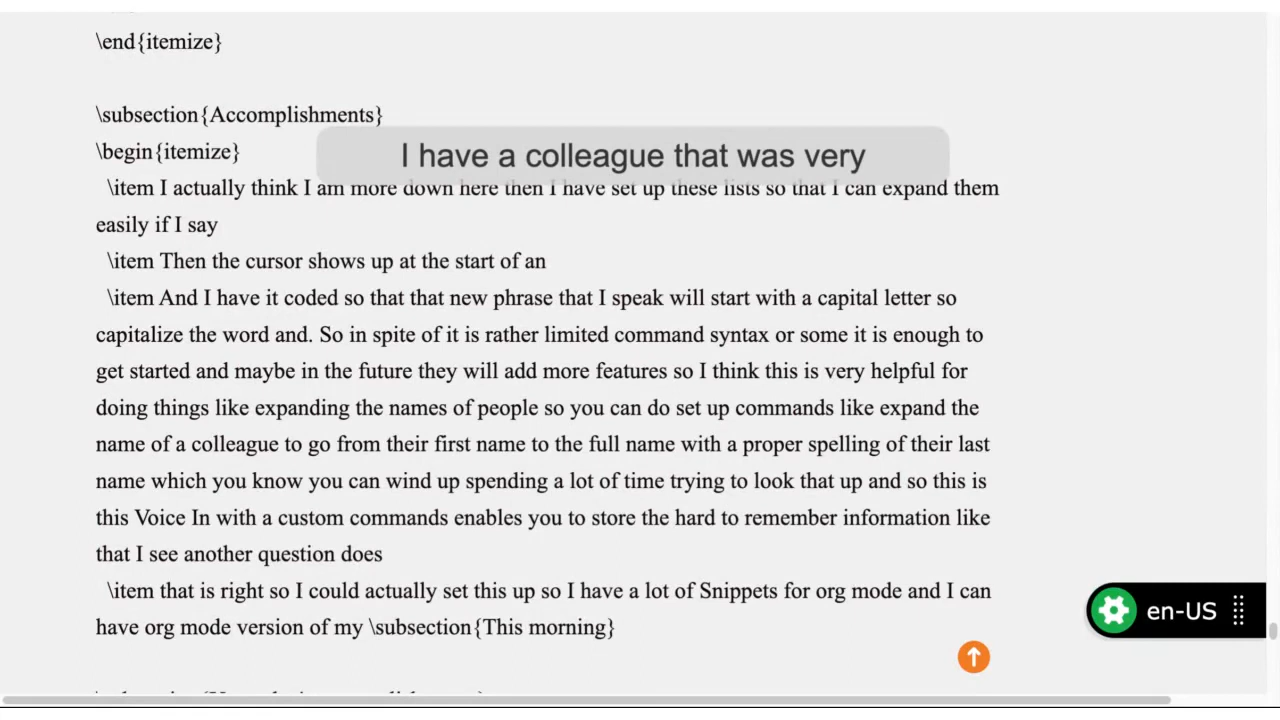 \end{itemize}
\subsection{Accomplishments}
\begin{itemize}
I have a colleague that was very
\item I actually think I am more down here then I have set up these lists so that I can expand them
easily if I say
\item Then the cursor shows up at the start of an
\item And I have it coded so that that new phrase that I speak will start with a capital letter so
capitalize the word and. So in spite of it is rather limited command syntax or some it is enough to
get started and maybe in the future they will add more features so I think this is very helpful for
doing things like expanding the names of people so you can do set up commands like expand the
name of a colleague to go from their first name to the full name with a proper spelling of their last
name which you know you can wind up spending a lot of time trying to look that up and so this is
this Voice In with a custom commands enables you to store the hard to remember information like
that I see another question does
\item that is right so I could actually set this up so I have a lot of Snippets for org mode and I can
have org mode version of my \subsection{This morning}
en-US